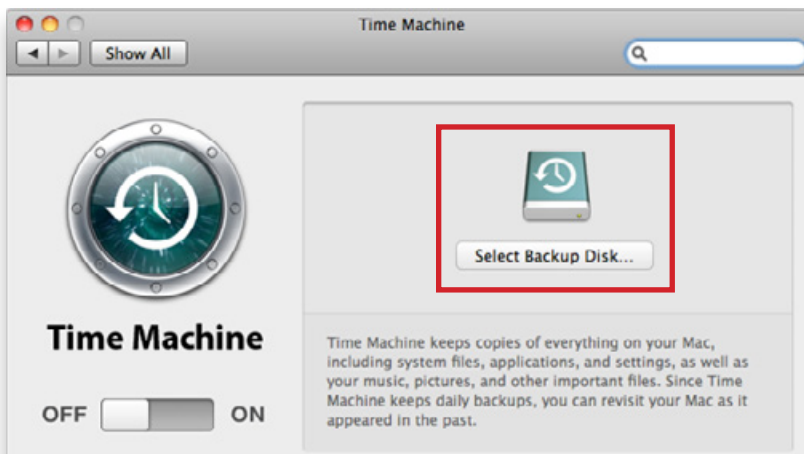 Time Machine
Show All
Select Backup Disk...
Time Machine
Time Machine keeps copies of everything on your Mac,
including system files, applications, and settings, as well as
your music, pictures, and other important files. Since Time
Machine keeps daily backups, you can revisit your Mac as it
appeared in the past.
OFF ON